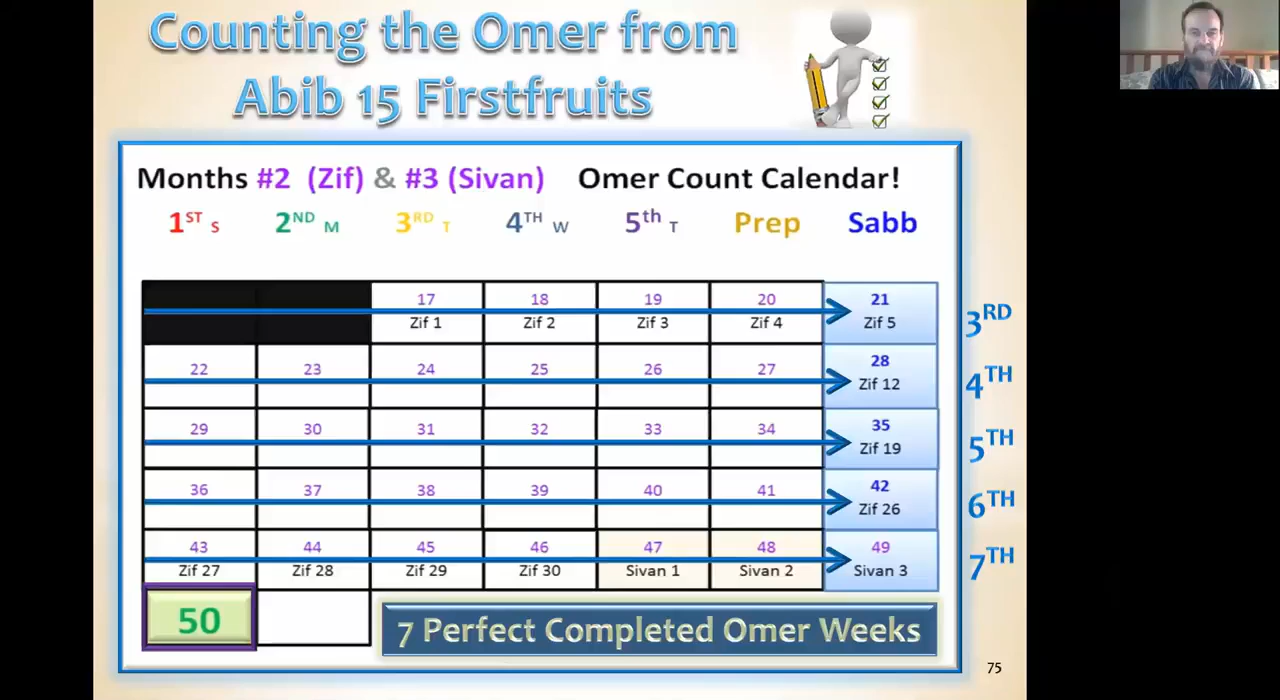 Counting the Omer from
Abib 15 Firstfruits
Months #2 (Zif) & #3 (Sivan) Omer Count Calendar!
1ST S 2ND M 3RD T 4TH W 5th T Prep Sabb
17 18 19 20 21
Zif 1 Zif 2 Zif 3 Zif 4 Zif 5
3RD
22 23 24 25 26 27 28
Zif 12
4TH
29 30 31 32 33 34 35
Zif 19
5TH
36 37 38 39 40 41 42
Zif 26
6TH
43 44 45 46 47 48 49
Zif 27 Zif 28 Zif 29 Zif 30 Sivan 1 Sivan 2 Sivan 3
7TH
50
7 Perfect Completed Omer Weeks
75